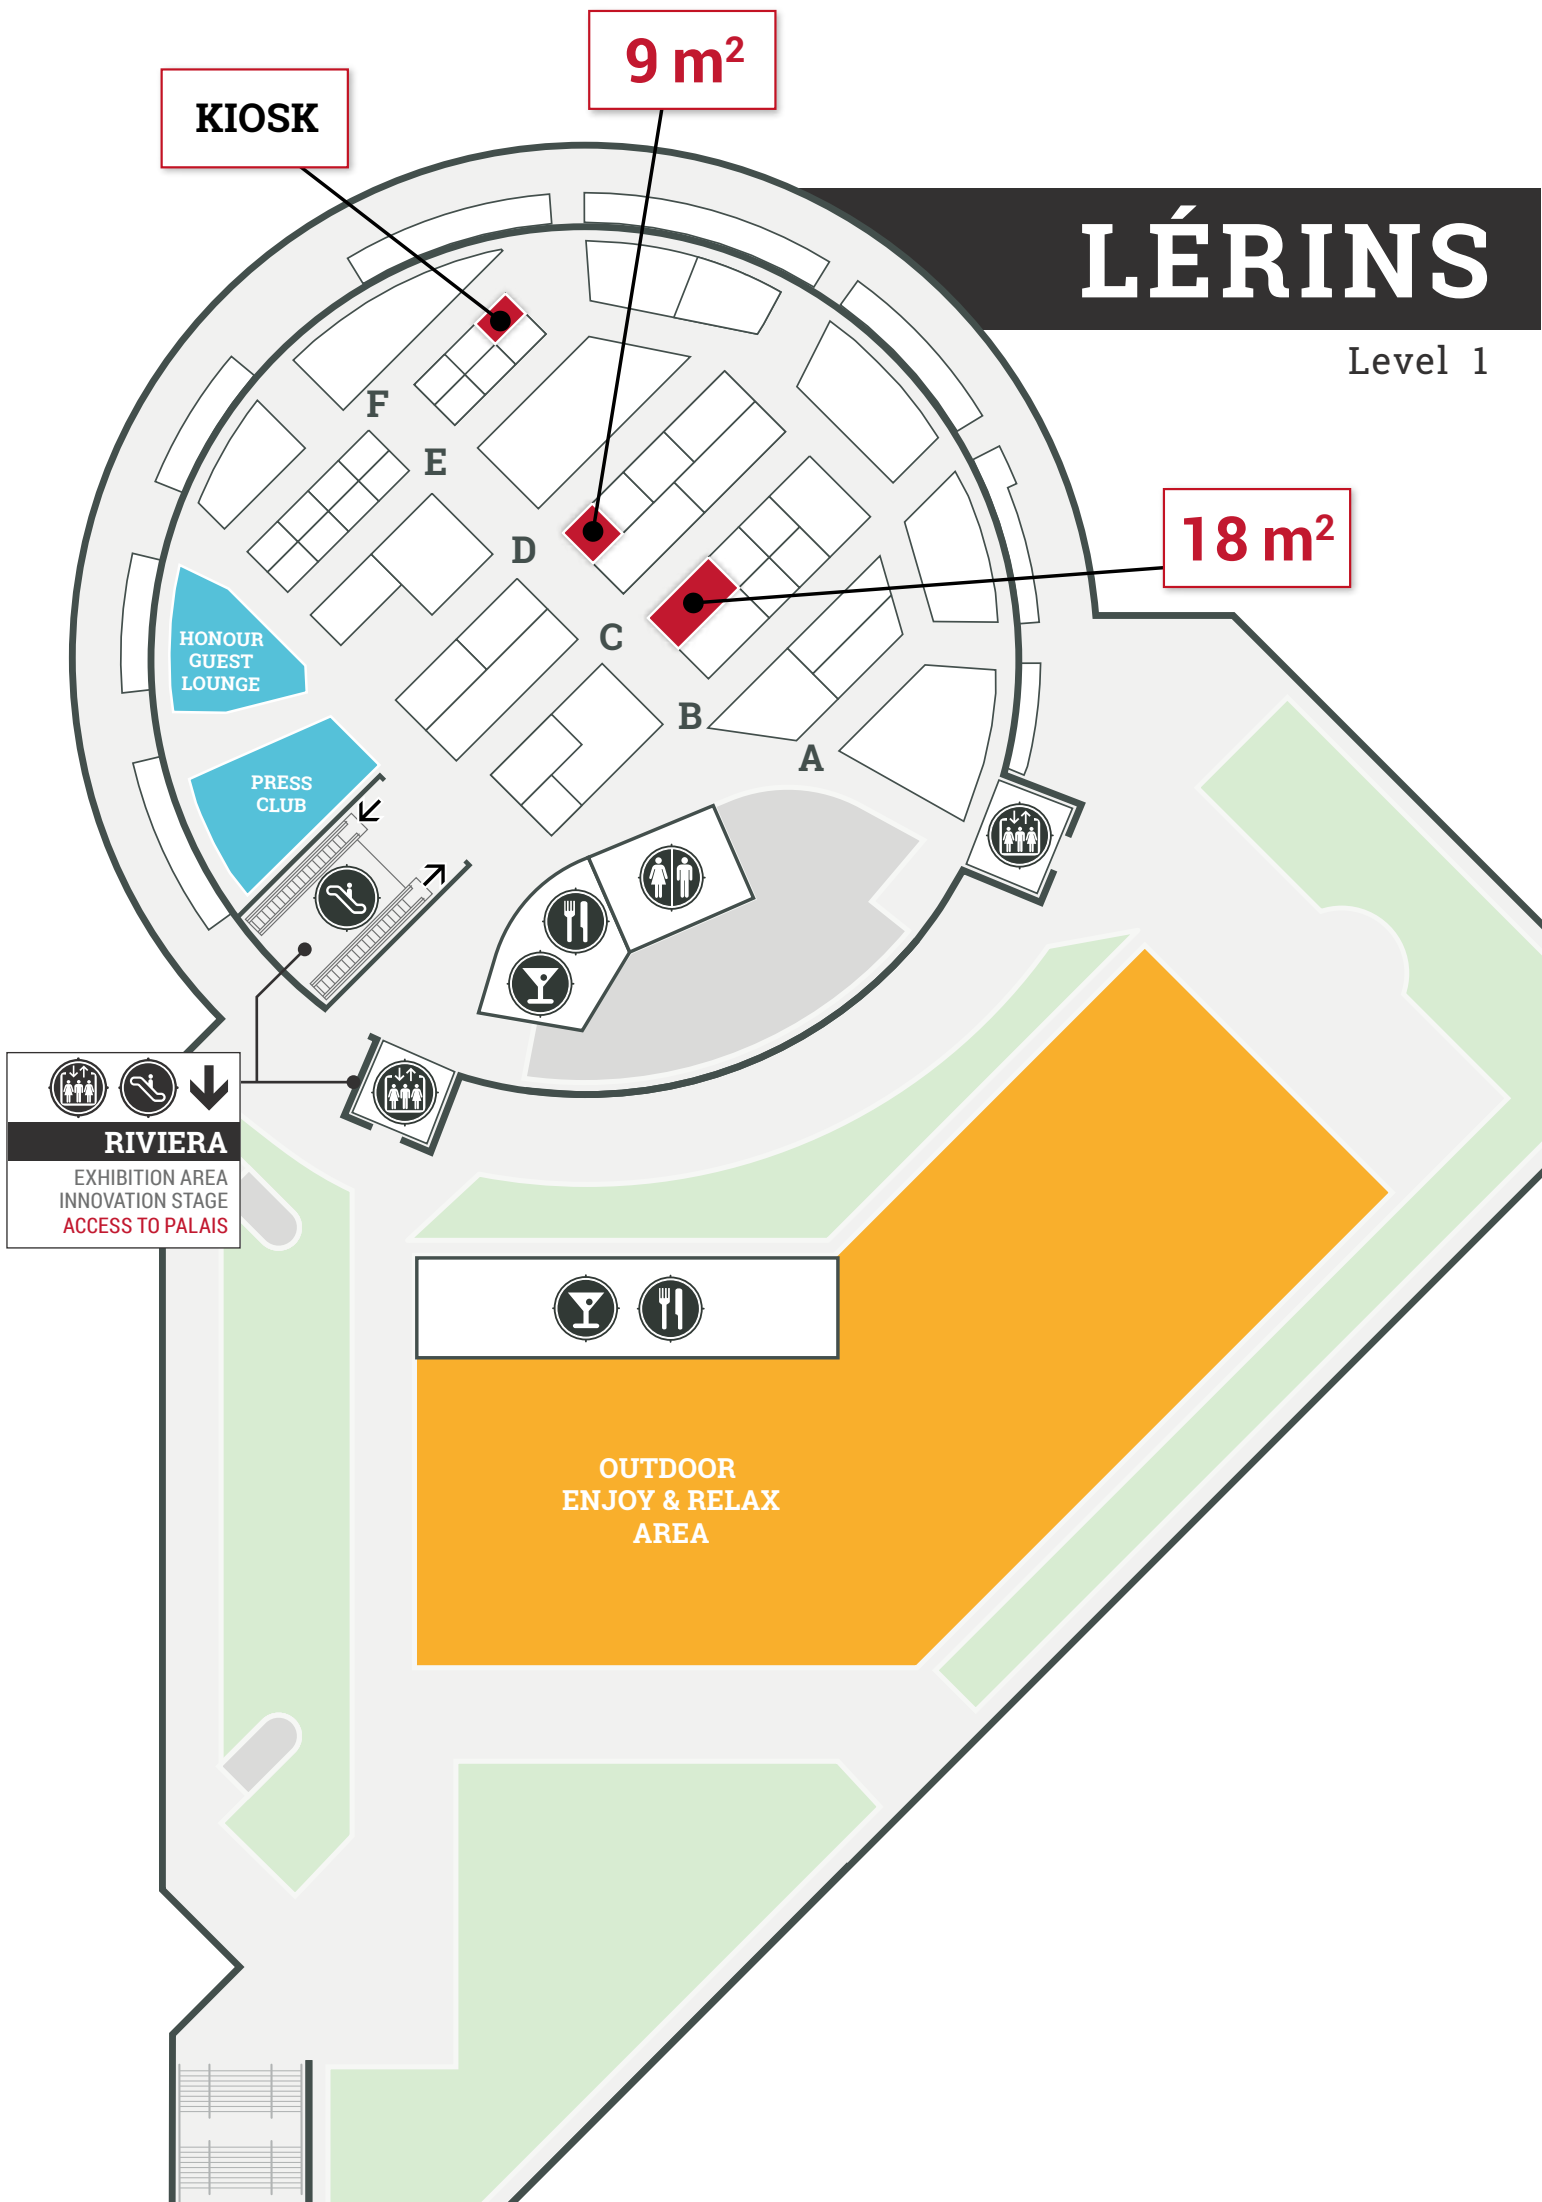 KIOSK
9 m²
LÉRINS
Level 1
18 m²
F
E
D
C
B
A
HONOUR
GUEST
LOUNGE
PRESS
CLUB
RIVIERA
EXHIBITION AREA
INNOVATION STAGE
ACCESS TO PALAIS
OUTDOOR
ENJOY & RELAX
AREA